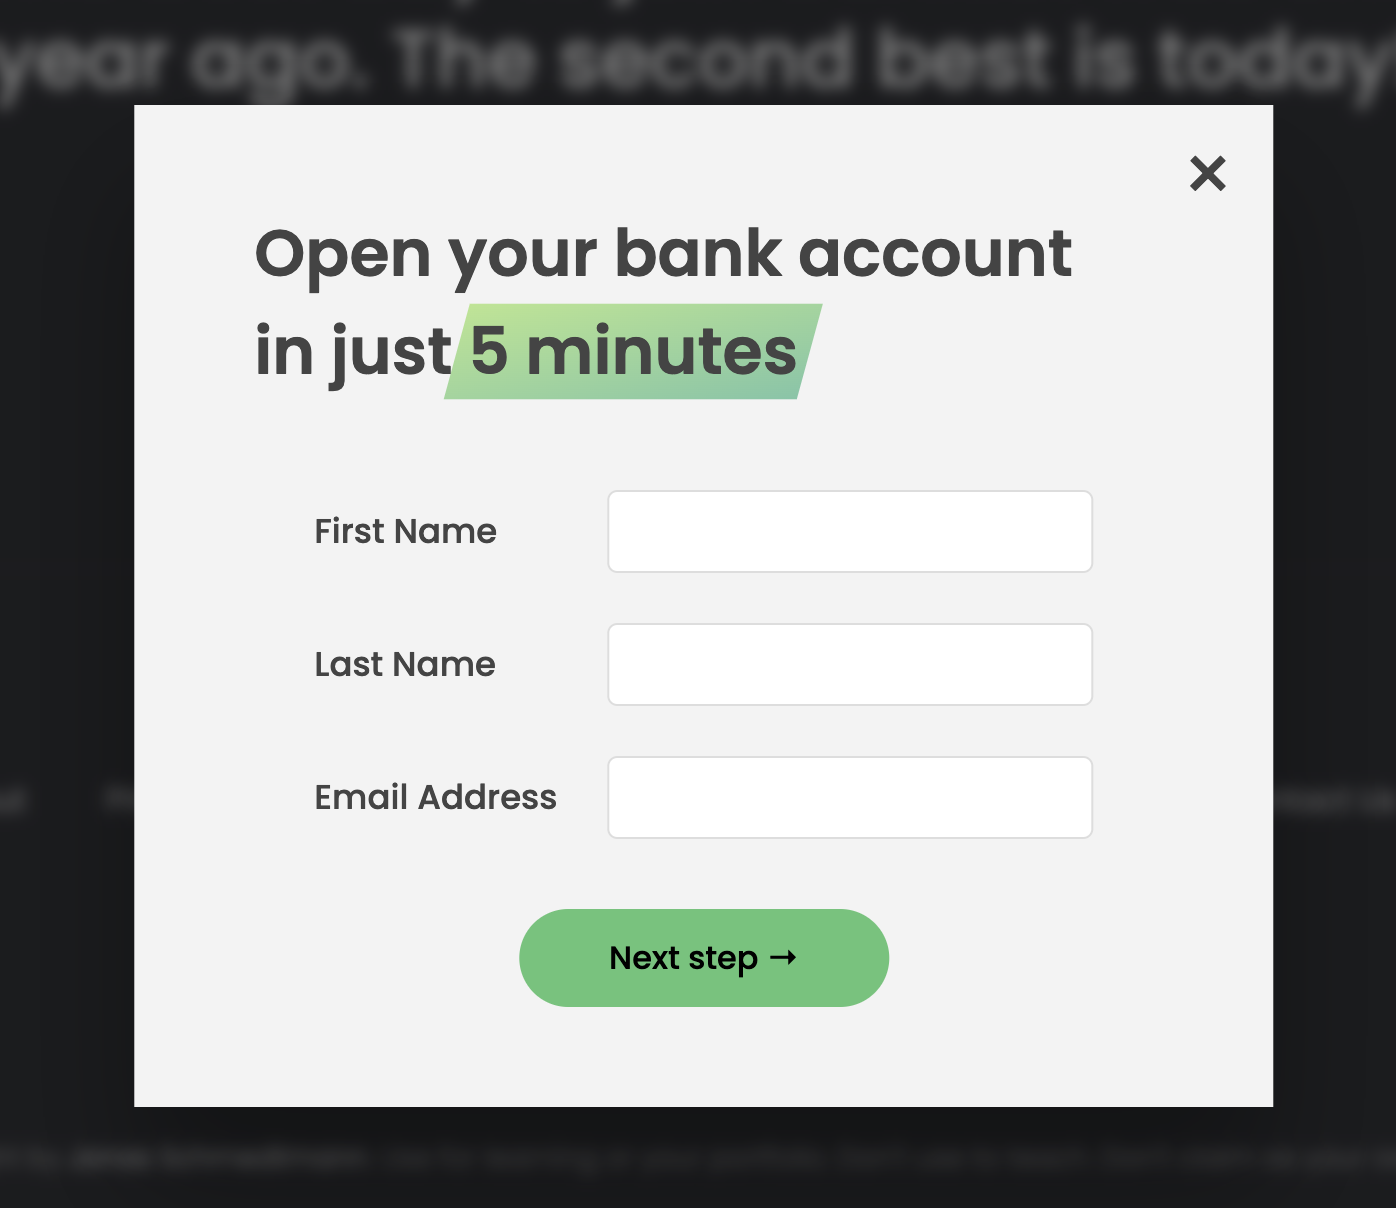 year ago. The second best is today
✕
Open your bank account
in just 5 minutes
First Name
Last Name
Email Address
Next step →